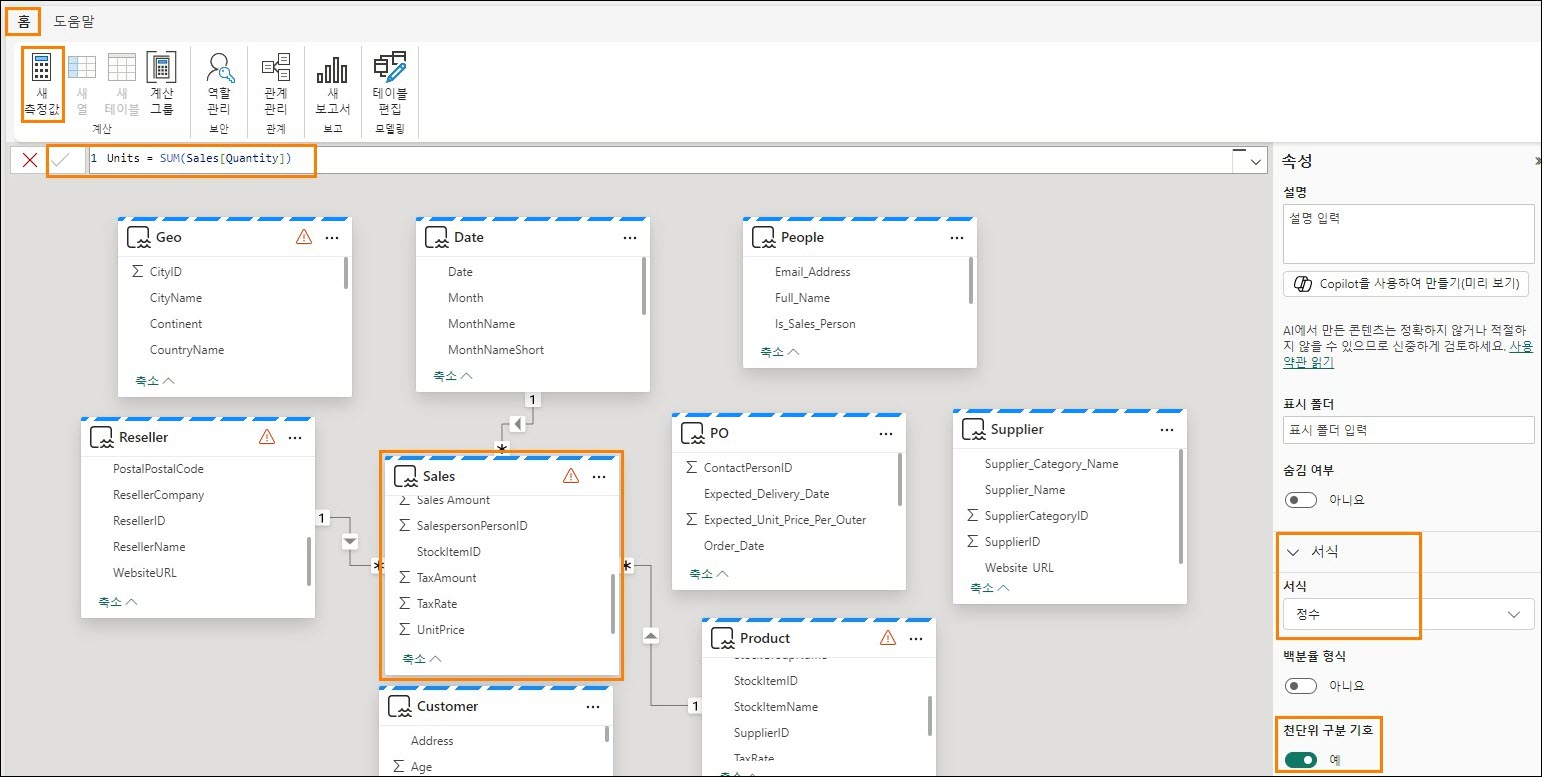 홈 도움말
새 측정값
새 열
새 테이블
계산 그룹
역할 관리
관계 관리
새 보고서
테이블 편집
계산 보안 관계 보고 모델링
1 Units = SUM(Sales[Quantity])
Geo
CityID
CityName
Continent
CountryName
축소
Date
Date
Month
MonthName
MonthNameShort
축소
People
Email_Address
Full_Name
Is_Sales_Person
축소
Reseller
PostalPostalCode
ResellerCompany
ResellerID
ResellerName
WebsiteURL
축소
1
*
1
*
Sales
Sales Amount
SalespersonPersonID
StockItemID
TaxAmount
TaxRate
UnitPrice
축소
*
1
PO
ContactPersonID
Expected_Delivery_Date
Expected_Unit_Price_Per_Outer
Order_Date
축소
Supplier
Supplier_Category_Name
Supplier_Name
SupplierCategoryID
SupplierID
Website URL
축소
Customer
Address
Age
Product
StockItemID
StockItemName
SupplierID
TaxRate
축소
속성
설명
설명 입력
Copilot을 사용하여 만들기(미리 보기)
AI에서 만든 콘텐츠는 정확하지 않거나 적절하
지 않을 수 있으므로 신중하게 검토하세요. 사용
약관 읽기
표시 폴더
표시 폴더 입력
숨김 여부
아니요
서식
서식
정수
백분율 형식
아니요
천단위 구분 기호
예